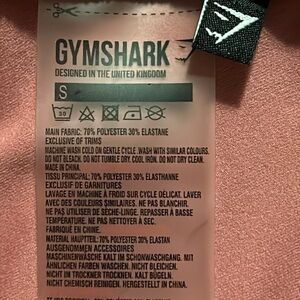 GYMSHARK
DESIGNED IN THE UNITED KINGDOM
S
30
MAIN FABRIC: 70% POLYESTER 30% ELASTANE
EXCLUSIVE OF TRIMS
MACHINE WASH COLD ON GENTLE CYCLE. WASH WITH SIMILAR COLOURS.
DO NOT BLEACH. DO NOT TUMBLE DRY. COOL IRON. DO NOT DRY CLEAN.
MADE IN CHINA.
TISSU PRINCIPAL: 70% POLYESTER 30% ELASTHANNE
EXCLUSIF DE GARNITURES
LAVAGE EN MACHINE À FROID SUR CYCLE DÉLICAT. LAVER
AVEC DES COULEURS SIMILAIRES. NE PAS BLANCHIR.
NE PAS UTILISER DE SÈCHE-LINGE. REPASSER À BASSE
TEMPÉRATURE. NE PAS NETTOYER À SEC.
FABRIQUÉ EN CHINE.
MATERIAL HAUPTTEIL: 70% POLYESTER 30% ELASTAN
AUSGENOMMEN ACCESSOIRES
MASCHINENWÄSCHE KALT IM SCHONWASCHGANG. MIT
ÄHNLICHEN FARBEN WASCHEN. NICHT BLEICHEN.
NICHT IM TROCKNER TROCKNEN. KALT BÜGELN.
NICHT CHEMISCH REINIGEN. IN CHINA